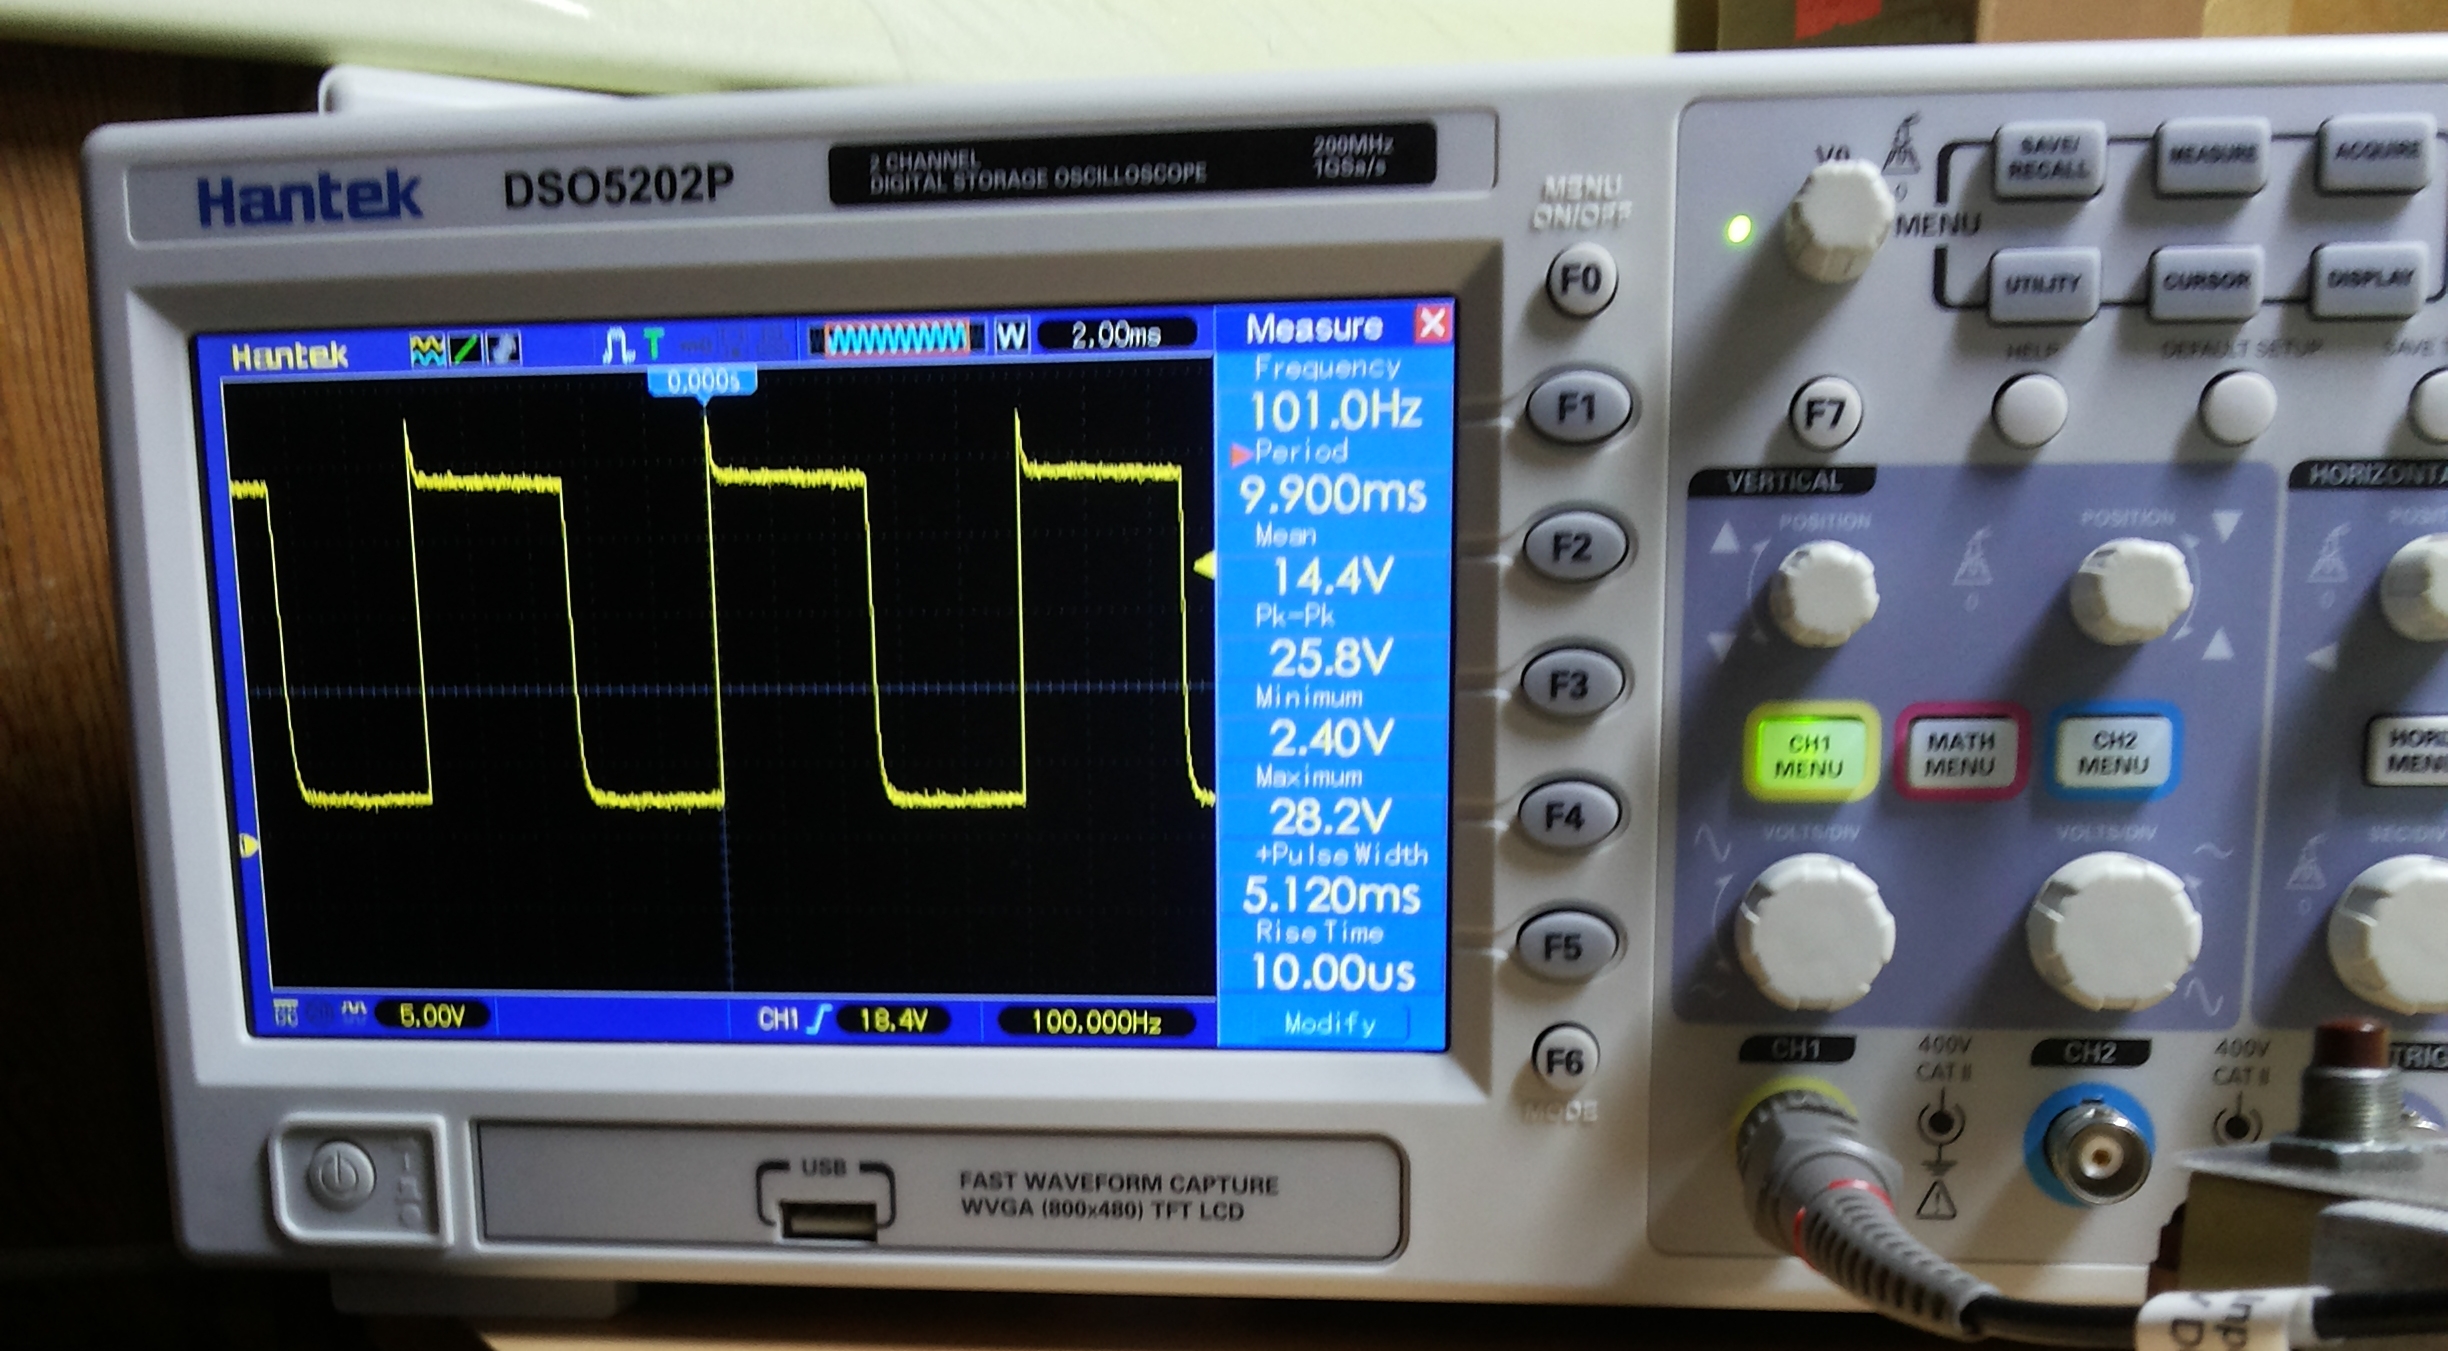 Hantek DSO5202P
2 CHANNEL
DIGITAL STORAGE OSCILLOSCOPE
200MHz
1GSa/s
MENU
ON/OFF
F0
F1
F2
F3
F4
F5
F6
MODE
Hantek
T
W 2.00ms
0.000s
Measure X
Frequency
101.0Hz
Period
9.900ms
Mean
14.4V
Pk-Pk
25.8V
Minimum
2.40V
Maximum
28.2V
+Pulse Width
5.120ms
Rise Time
10.00us
Modify
DC
5.00V
CH1 18.4V 100.000Hz
USB
FAST WAVEFORM CAPTURE
WVGA (800x480) TFT LCD
V0
0
MENU
SAVE/
RECALL
MEASURE
ACQUIRE
UTILITY
CURSOR
DISPLAY
HELP
DEFAULT SETUP
F7
VERTICAL
POSITION
POSITION
0
0
CH1
MENU
MATH
MENU
CH2
MENU
VOLTS/DIV
VOLTS/DIV
SEC/DIV
0
CH1
400V
CAT II
CH2
400V
CAT II